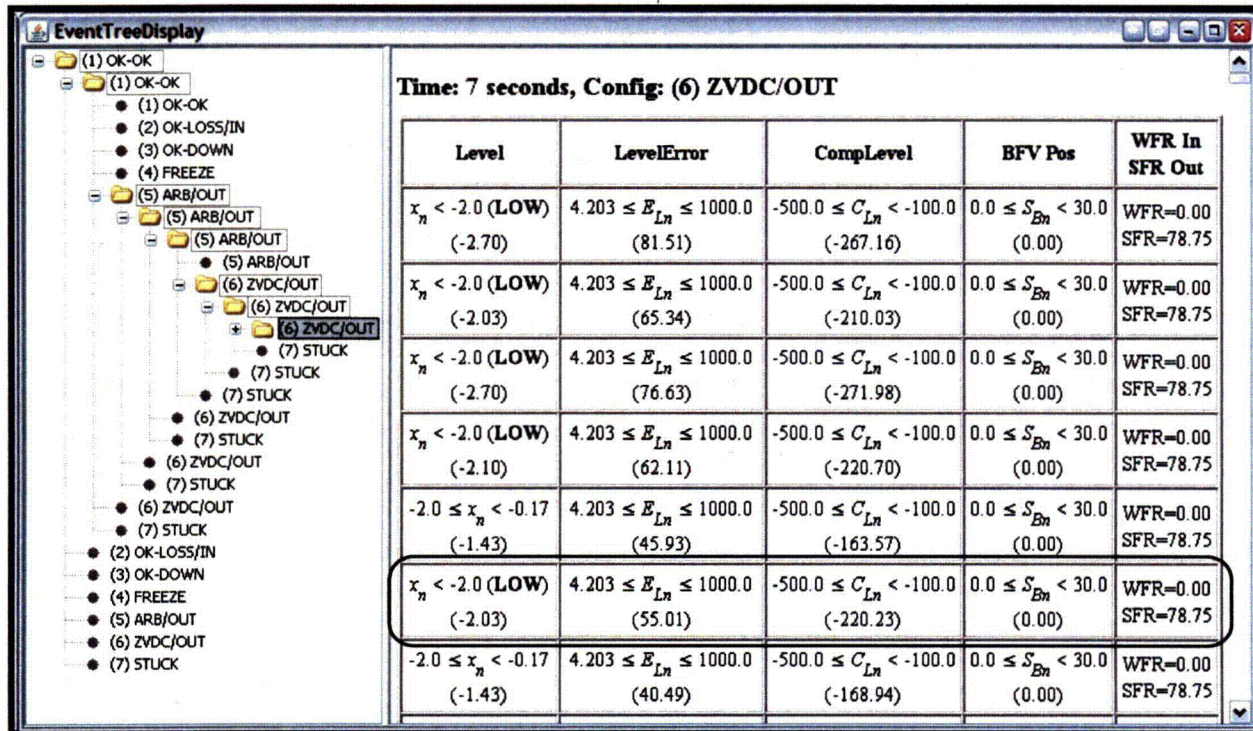 EventTreeDisplay
(1) OK-OK
(1) OK-OK
(1) OK-OK
(2) OK-LOSS/IN
(3) OK-DOWN
(4) FREEZE
(5) ARB/OUT
(5) ARB/OUT
(5) ARB/OUT
(5) ARB/OUT
(6) ZVDC/OUT
(6) ZVDC/OUT
(6) ZVDC/OUT
(7) STUCK
(7) STUCK
(7) STUCK
(6) ZVDC/OUT
(7) STUCK
(6) ZVDC/OUT
(7) STUCK
(6) ZVDC/OUT
(7) STUCK
(2) OK-LOSS/IN
(3) OK-DOWN
(4) FREEZE
(5) ARB/OUT
(6) ZVDC/OUT
(7) STUCK
Time: 7 seconds, Config: (6) ZVDC/OUT
Level LevelError CompLevel BFV Pos WFR In SFR Out
x_n < -2.0 (LOW) 4.203 ≤ E_Ln ≤ 1000.0 -500.0 ≤ C_Ln < -100.0 0.0 ≤ S_Bn < 30.0 WFR=0.00
(-2.70) (81.51) (-267.16) (0.00) SFR=78.75
x_n < -2.0 (LOW) 4.203 ≤ E_Ln ≤ 1000.0 -500.0 ≤ C_Ln < -100.0 0.0 ≤ S_Bn < 30.0 WFR=0.00
(-2.03) (65.34) (-210.03) (0.00) SFR=78.75
x_n < -2.0 (LOW) 4.203 ≤ E_Ln ≤ 1000.0 -500.0 ≤ C_Ln < -100.0 0.0 ≤ S_Bn < 30.0 WFR=0.00
(-2.70) (76.63) (-271.98) (0.00) SFR=78.75
x_n < -2.0 (LOW) 4.203 ≤ E_Ln ≤ 1000.0 -500.0 ≤ C_Ln < -100.0 0.0 ≤ S_Bn < 30.0 WFR=0.00
(-2.10) (62.11) (-220.70) (0.00) SFR=78.75
-2.0 ≤ x_n < -0.17 4.203 ≤ E_Ln ≤ 1000.0 -500.0 ≤ C_Ln < -100.0 0.0 ≤ S_Bn < 30.0 WFR=0.00
(-1.43) (45.93) (-163.57) (0.00) SFR=78.75
x_n < -2.0 (LOW) 4.203 ≤ E_Ln ≤ 1000.0 -500.0 ≤ C_Ln < -100.0 0.0 ≤ S_Bn < 30.0 WFR=0.00
(-2.03) (55.01) (-220.23) (0.00) SFR=78.75
-2.0 ≤ x_n < -0.17 4.203 ≤ E_Ln ≤ 1000.0 -500.0 ≤ C_Ln < -100.0 0.0 ≤ S_Bn < 30.0 WFR=0.00
(-1.43) (40.49) (-168.94) (0.00) SFR=78.75